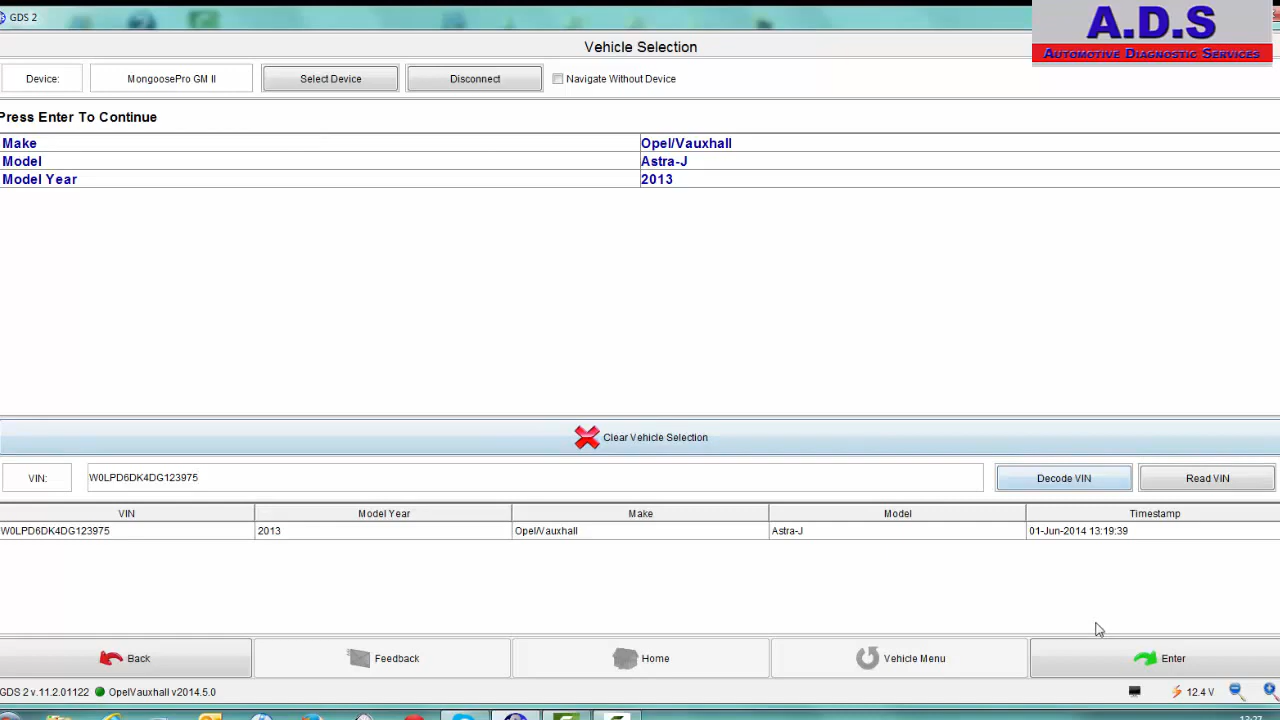 GDS 2
A.D.S
AUTOMOTIVE DIAGNOSTIC SERVICES
Vehicle Selection
Device: MongoosePro GM II Select Device Disconnect Navigate Without Device
Press Enter To Continue
Make Opel/Vauxhall
Model Astra-J
Model Year 2013
Clear Vehicle Selection
VIN: W0LPD6DK4DG123975 Decode VIN Read VIN
VIN Model Year Make Model Timestamp
W0LPD6DK4DG123975 2013 Opel/Vauxhall Astra-J 01-Jun-2014 13:19:39
Back Feedback Home Vehicle Menu Enter
GDS 2 v.11.2.01122 OpelVauxhall v2014.5.0 12.4 V
13:27